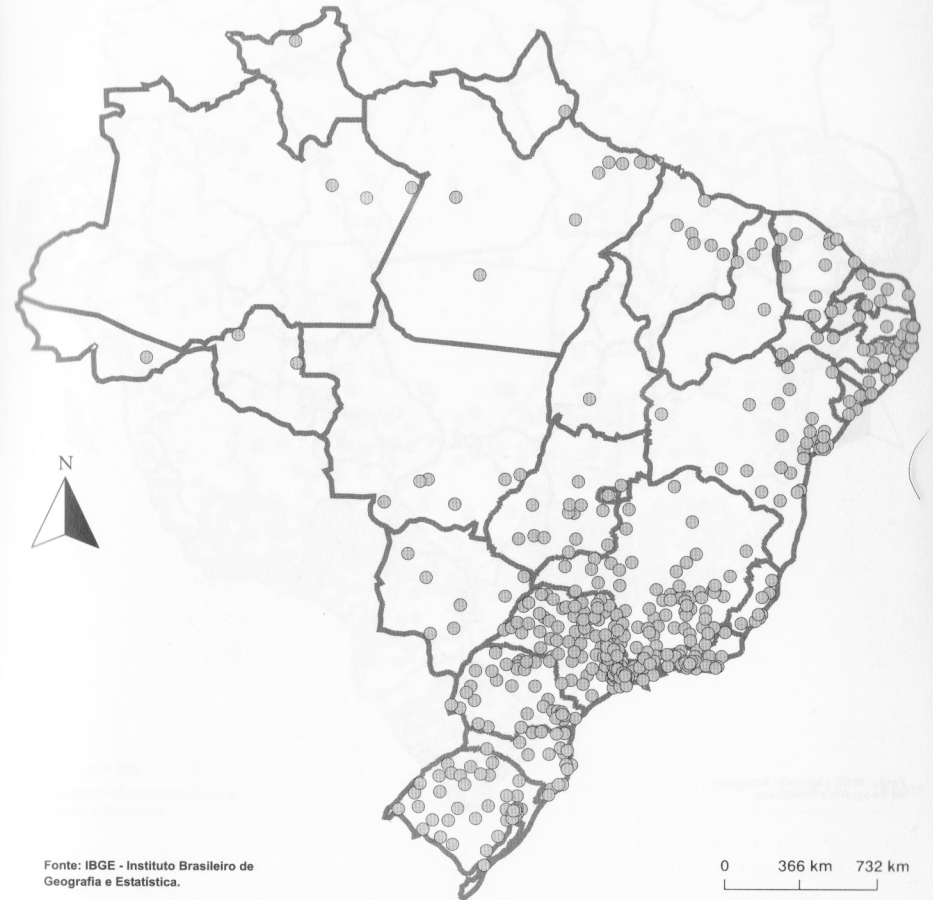 N
0 366 km 732 km
Fonte: IBGE - Instituto Brasileiro de
Geografia e Estatística.